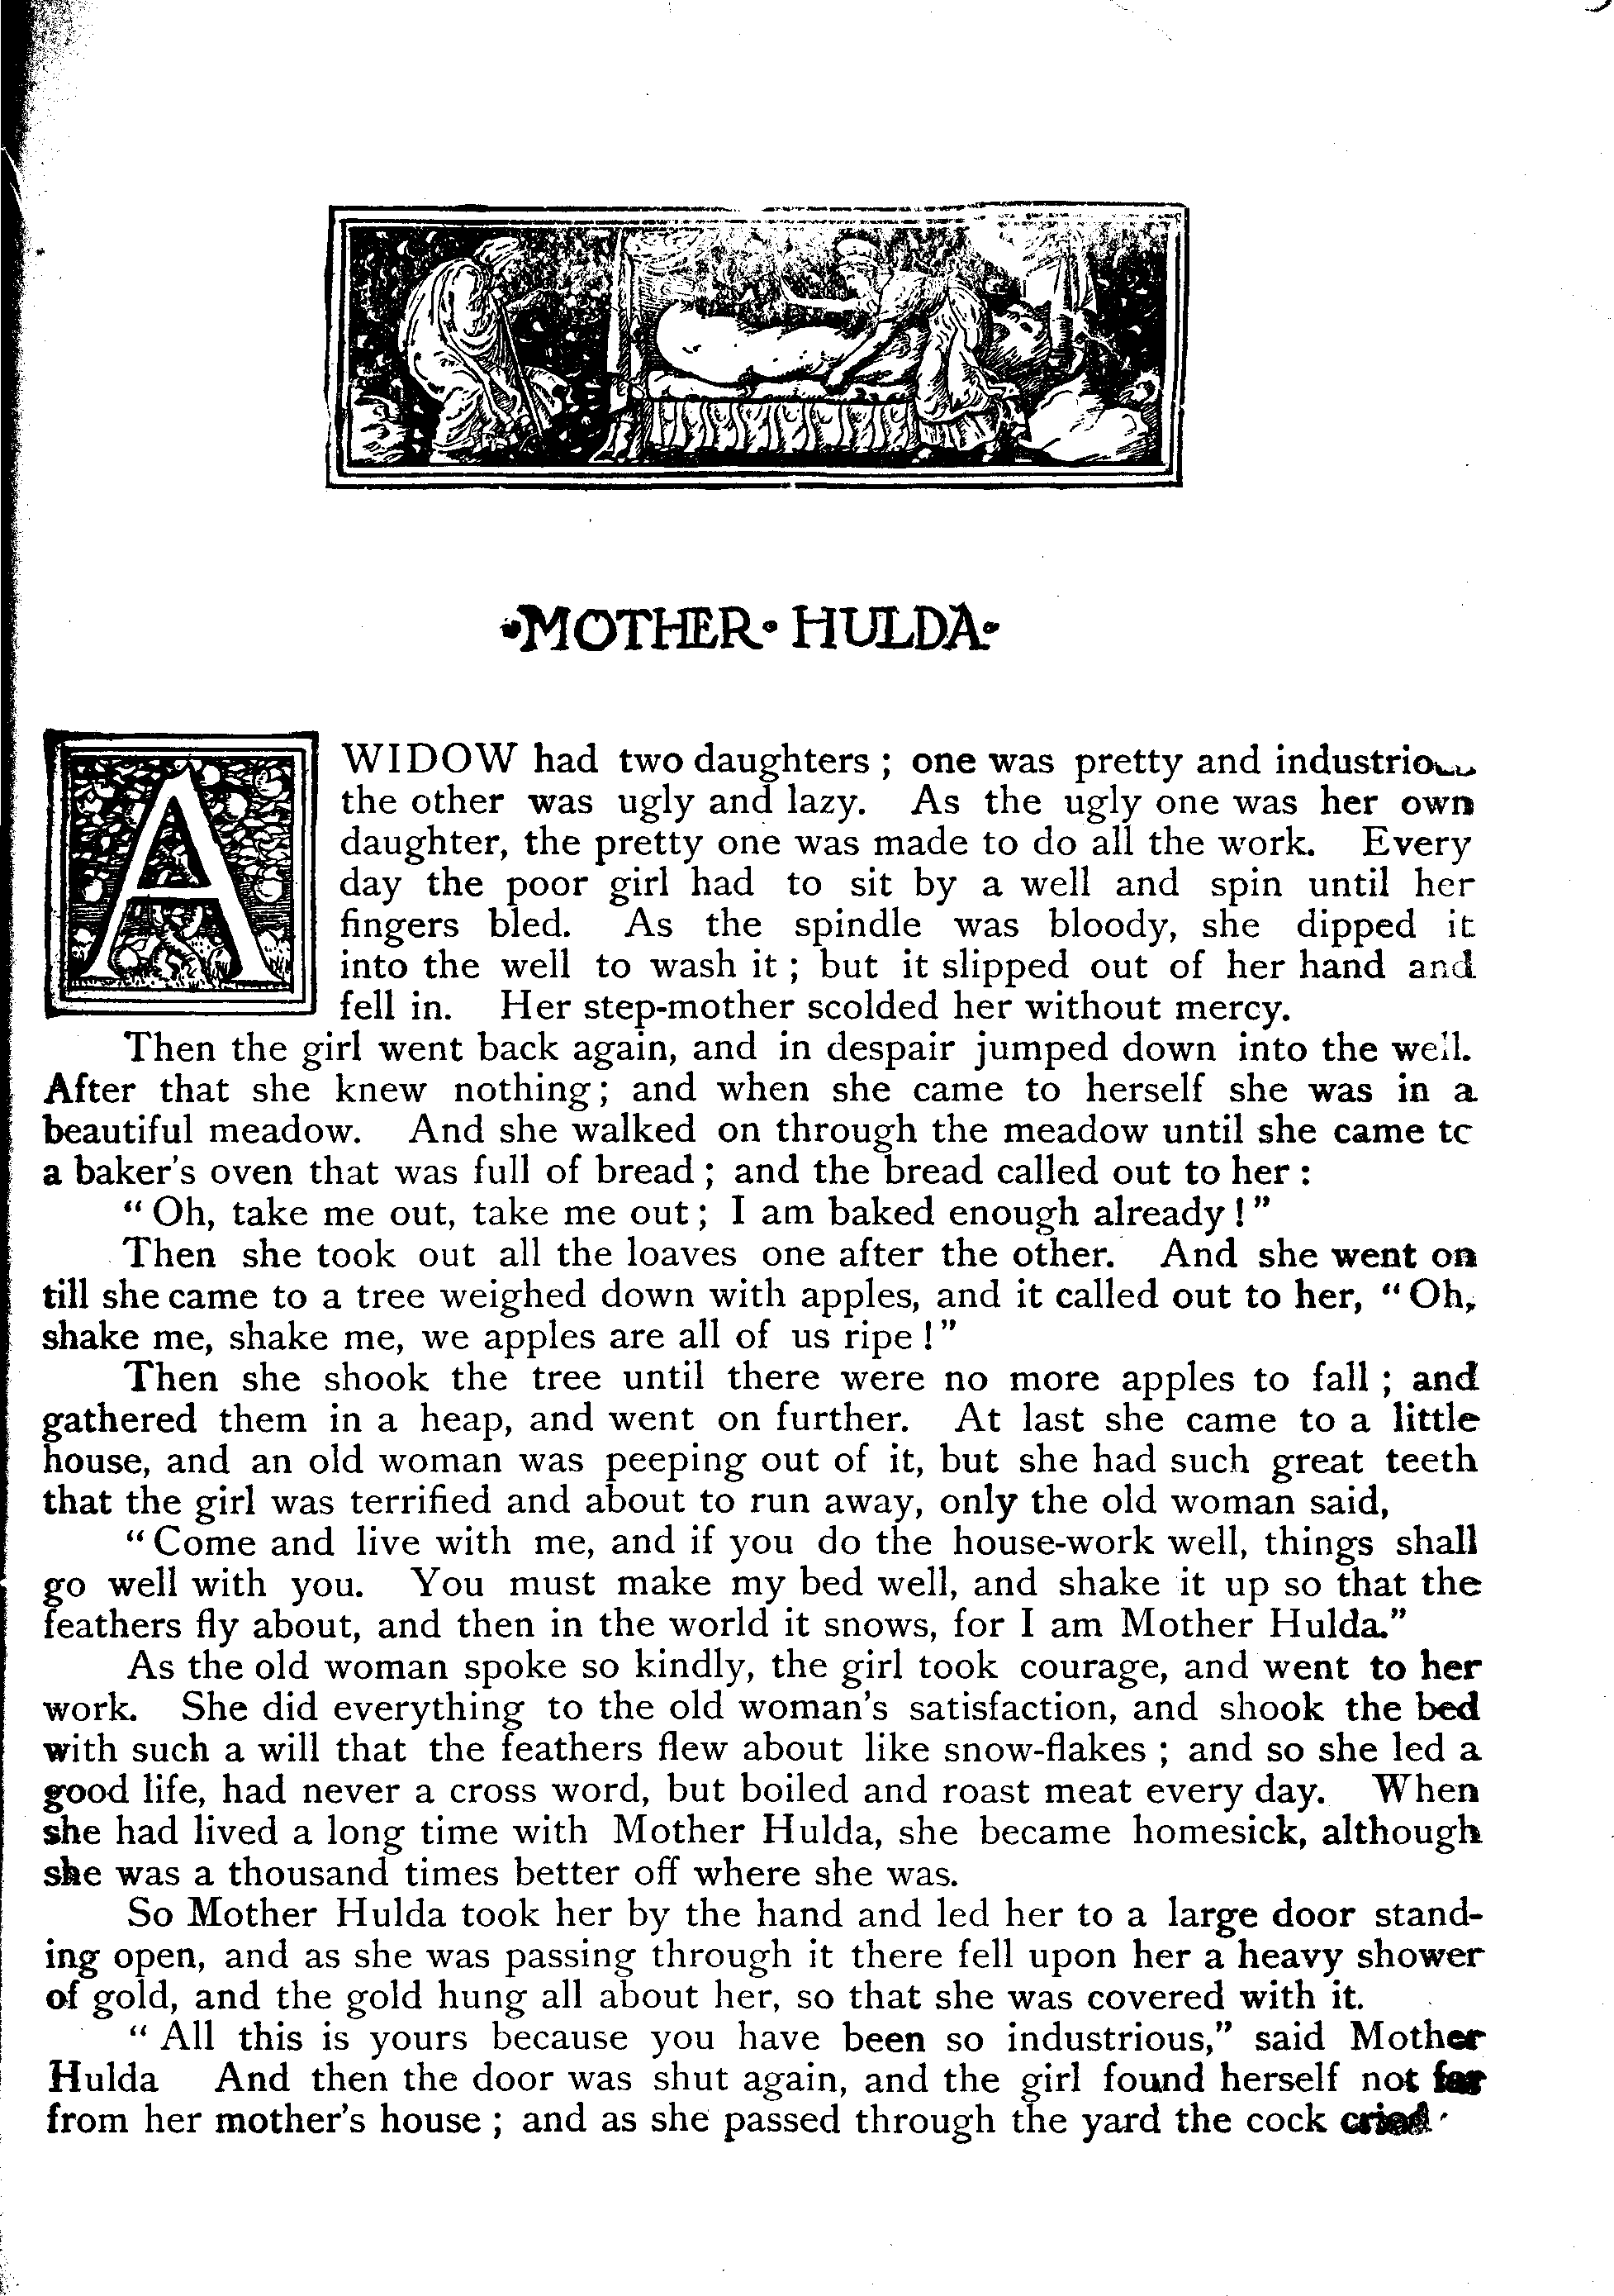 MOTHER · HULDA
A WIDOW had two daughters ; one was pretty and
the other was ugly and lazy. As the ugly one was her own
daughter, the pretty one was made to do all the work. Every
day the poor girl had to sit by a well and spin until her
fingers bled. As the spindle was bloody, she dipped it
into the well to wash it ; but it slipped out of her hand and
fell in. Her step-mother scolded her without mercy.
Then the girl went back again, and in despair jumped down into the well.
After that she knew nothing ; and when she came to herself she was in a
beautiful meadow. And she walked on through the meadow until she came to
a baker's oven that was full of bread ; and the bread called out to her :
" Oh, take me out, take me out ; I am baked enough already ! "
Then she took out all the loaves one after the other. And she went on
till she came to a tree weighed down with apples, and it called out to her, " Oh,
shake me, shake me, we apples are all of us ripe ! "
Then she shook the tree until there were no more apples to fall ; and
gathered them in a heap, and went on further. At last she came to a little
house, and an old woman was peeping out of it, but she had such great teeth
that the girl was terrified and about to run away, only the old woman said,
" Come and live with me, and if you do the house-work well, things shall
go well with you. You must make my bed well, and shake it up so that the
feathers fly about, and then in the world it snows, for I am Mother Hulda."
As the old woman spoke so kindly, the girl took courage, and went to her
work. She did everything to the old woman's satisfaction, and shook the bed
with such a will that the feathers flew about like snow-flakes ; and so she led a
good life, had never a cross word, but boiled and roast meat every day. When
she had lived a long time with Mother Hulda, she became homesick, although
she was a thousand times better off where she was.
So Mother Hulda took her by the hand and led her to a large door stand-
ing open, and as she was passing through it there fell upon her a heavy shower
of gold, and the gold hung all about her, so that she was covered with it.
" All this is yours because you have been so industrious," said Mother
Hulda And then the door was shut again, and the girl found herself not far
from her mother's house ; and as she passed through the yard the cock cried